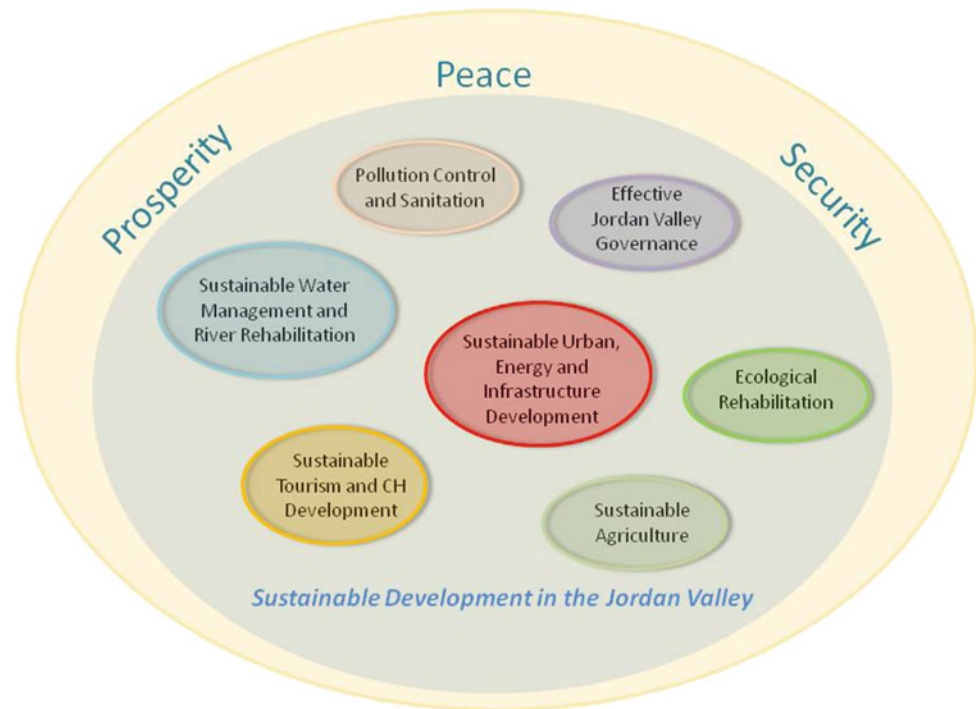 Peace
Prosperity
Security
Pollution Control
and Sanitation
Effective
Jordan Valley
Governance
Sustainable Water
Management and
River Rehabilitation
Sustainable Urban,
Energy and
Infrastructure
Development
Ecological
Rehabilitation
Sustainable
Tourism and CH
Development
Sustainable
Agriculture
Sustainable Development in the Jordan Valley